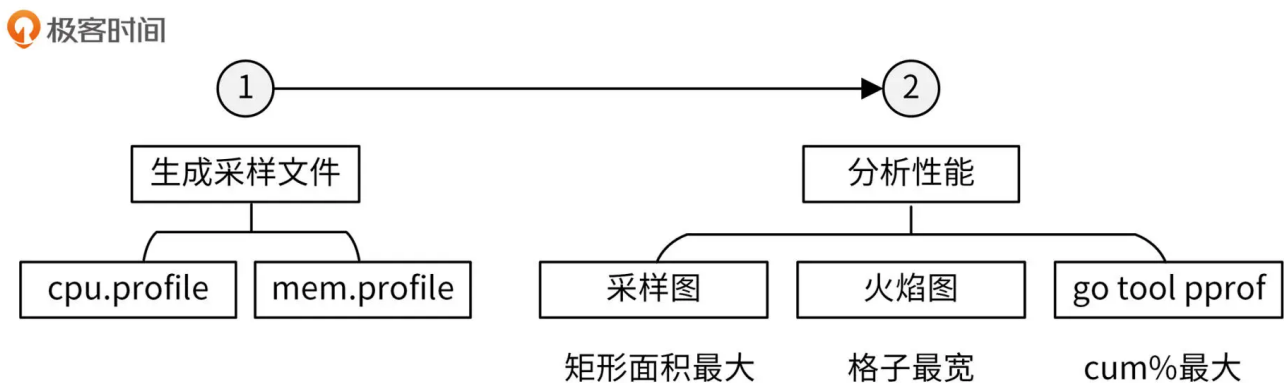 极客时间
1
2
生成采样文件
分析性能
cpu.profile
mem.profile
采样图
火焰图
go tool pprof
矩形面积最大
格子最宽
cum%最大